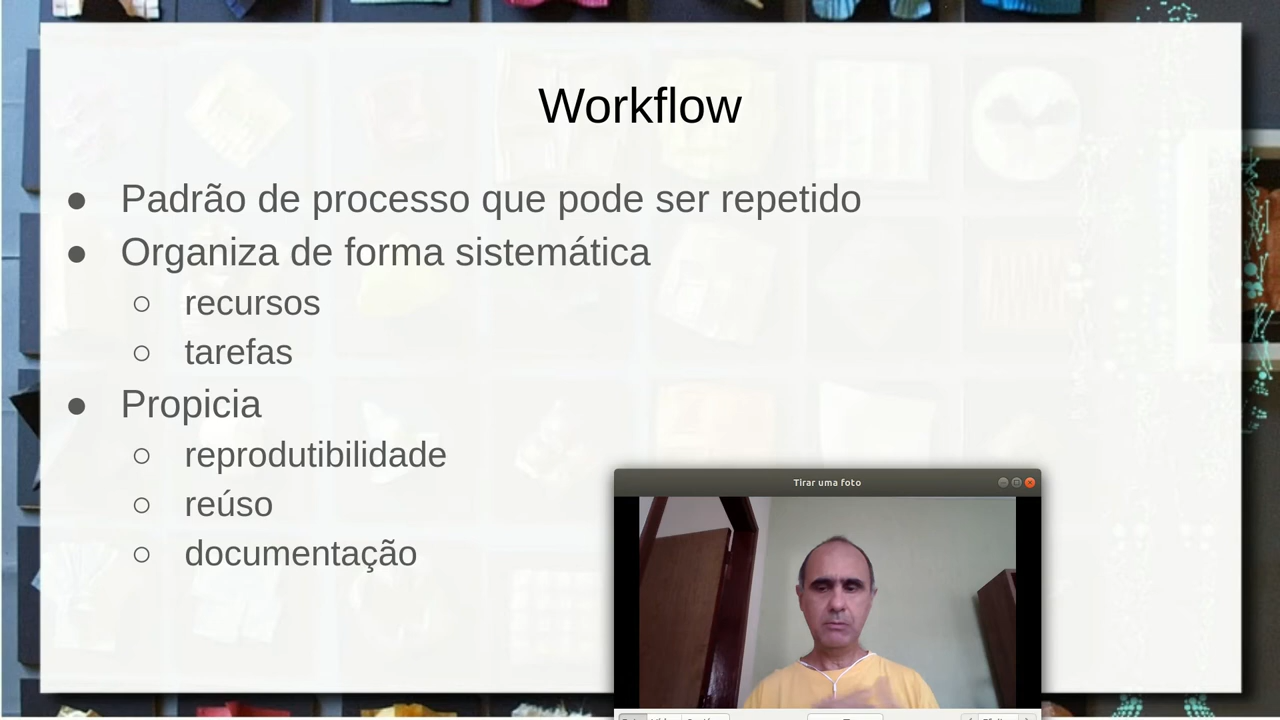 Workflow
● Padrão de processo que pode ser repetido
● Organiza de forma sistemática
○ recursos
○ tarefas
● Propicia
○ reprodutibilidade
○ reúso
○ documentação
Tirar uma foto